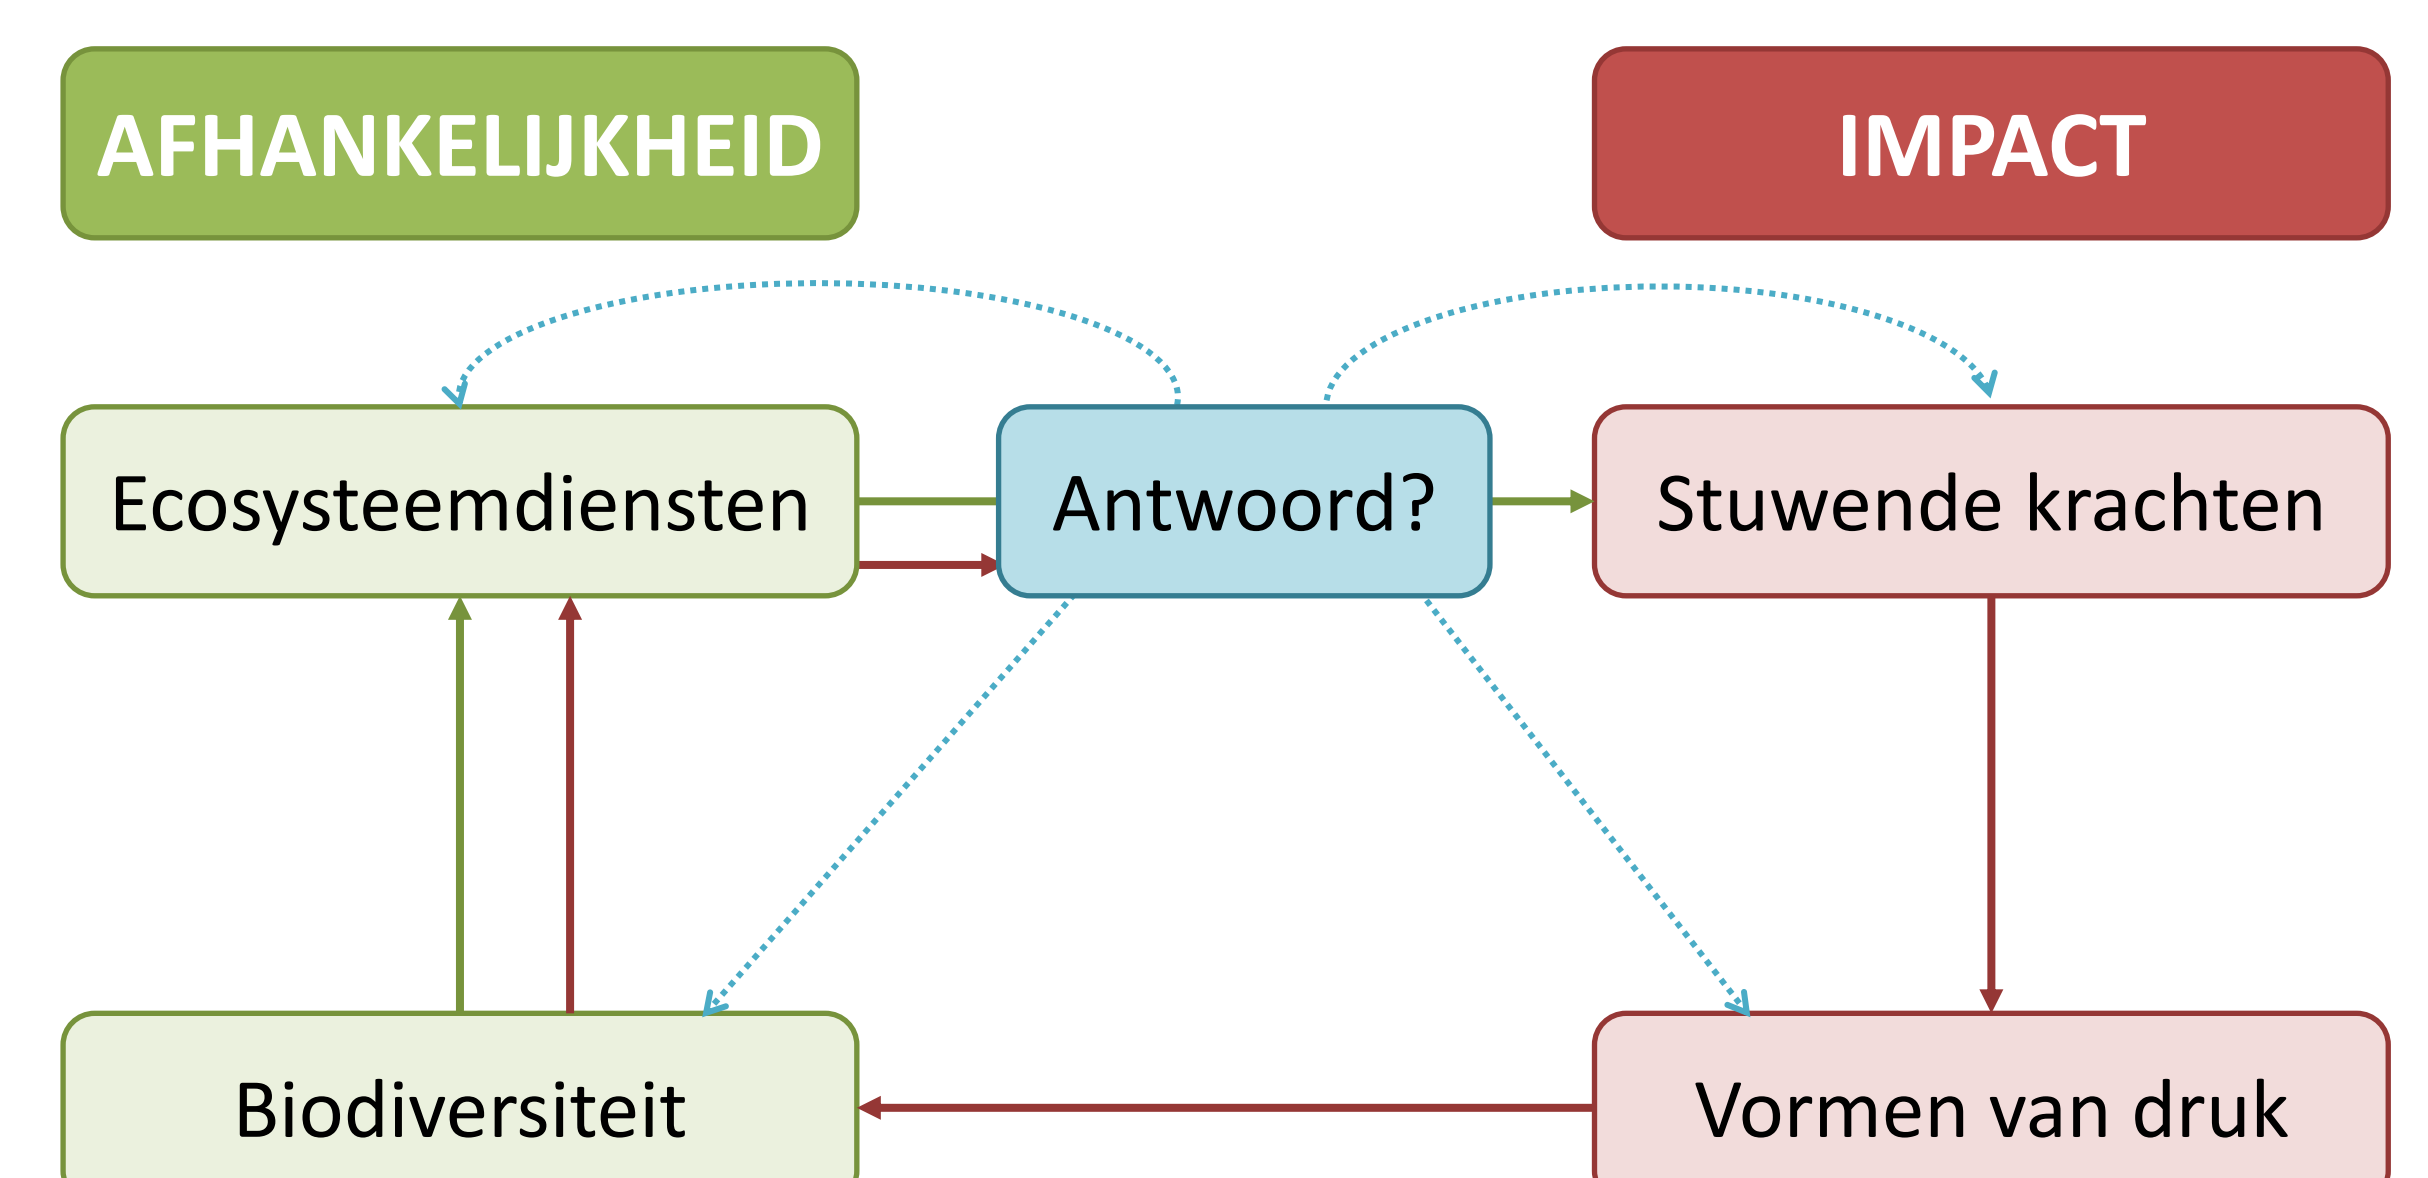 AFHANKELIJKHEID
IMPACT
Ecosysteemdiensten
Antwoord?
Stuwende krachten
Biodiversiteit
Vormen van druk